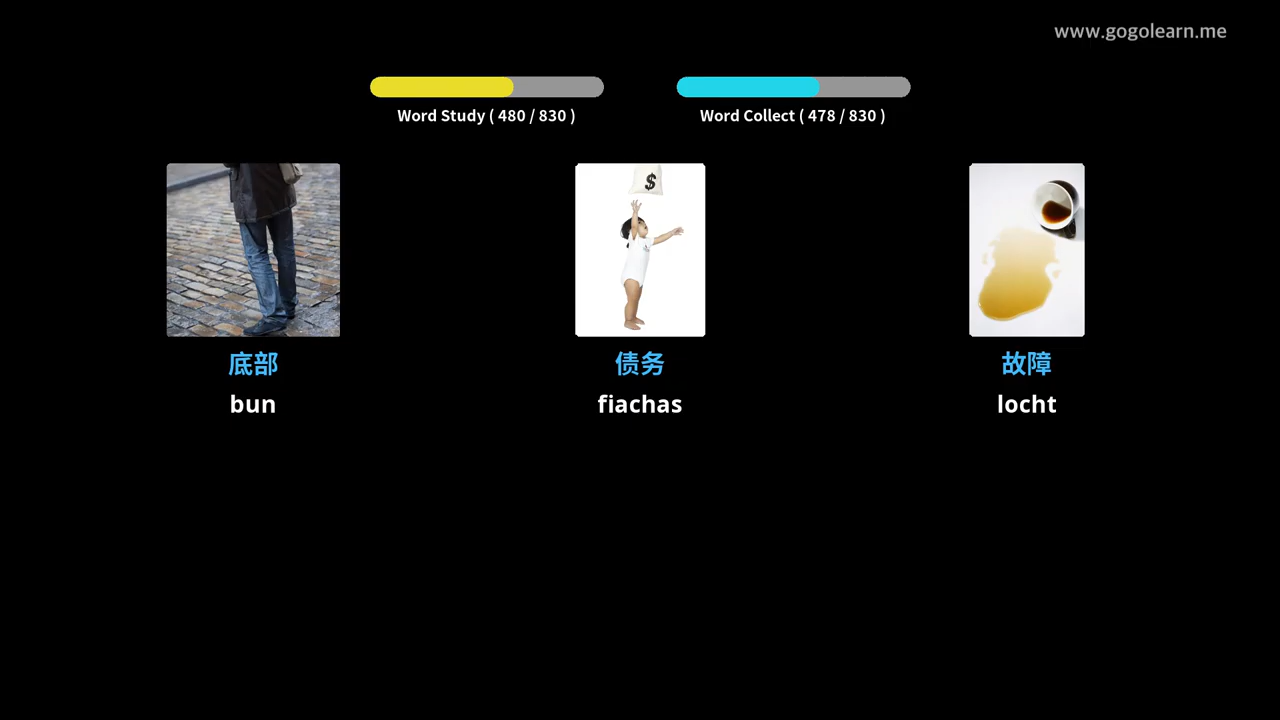 www.gogolearn.me
Word Study ( 480 / 830 )
Word Collect ( 478 / 830 )
$
底部
债务
故障
bun
fiachas
locht